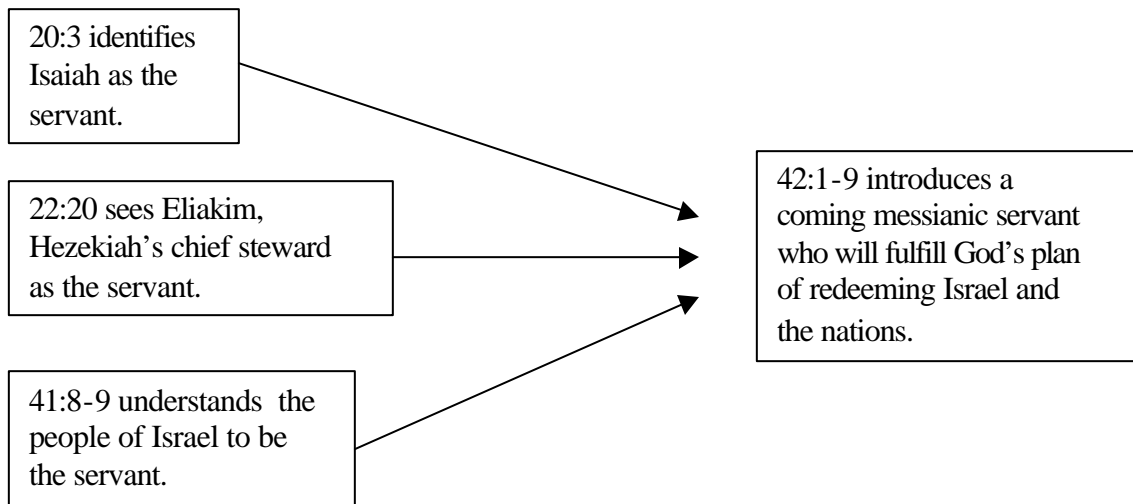 20:3 identifies
Isaiah as the
servant.
22:20 sees Eliakim,
Hezekiah’s chief steward
as the servant.
41:8-9 understands the
people of Israel to be
the servant.
42:1-9 introduces a
coming messianic servant
who will fulfill God’s plan
of redeeming Israel and
the nations.